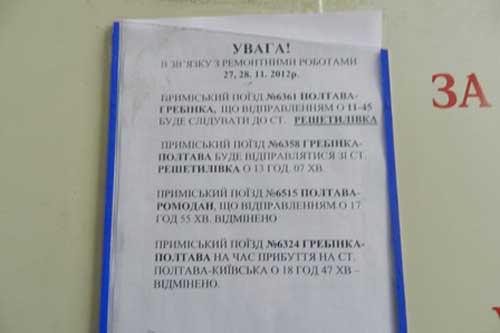 УВАГА!
В ЗВ'ЯЗКУ З РЕМОНТНИМИ РОБОТАМИ
27, 28. 11. 2012р.
ПРИМІСЬКИЙ ПОЇЗД №6361 ПОЛТАВА-
ГРЕБІНКА, ЩО ВІДПРАВЛЕННЯМ О 11-45
БУДЕ СЛІДУВАТИ ДО СТ. РЕШЕТИЛІВКА
ПРИМІСЬКИЙ ПОЇЗД №6358 ГРЕБІНКА-
ПОЛТАВА БУДЕ ВІДПРАВЛЯТИСЯ ЗІ СТ.
РЕШЕТИЛІВКА О 13 ГОД. 07 ХВ.
ПРИМІСЬКИЙ ПОЇЗД №6515 ПОЛТАВА-
РОМОДАН, ЩО ВІДПРАВЛЕННЯМ О 17
ГОД 55 ХВ. ВІДМІНЕНО
ПРИМІСЬКИЙ ПОЇЗД №6324 ГРЕБІНКА-
ПОЛТАВА НА ЧАС ПРИБУТТЯ НА СТ.
ПОЛТАВА-КИЇВСЬКА О 18 ГОД 47 ХВ –
ВІДМІНЕНО.
ЗА